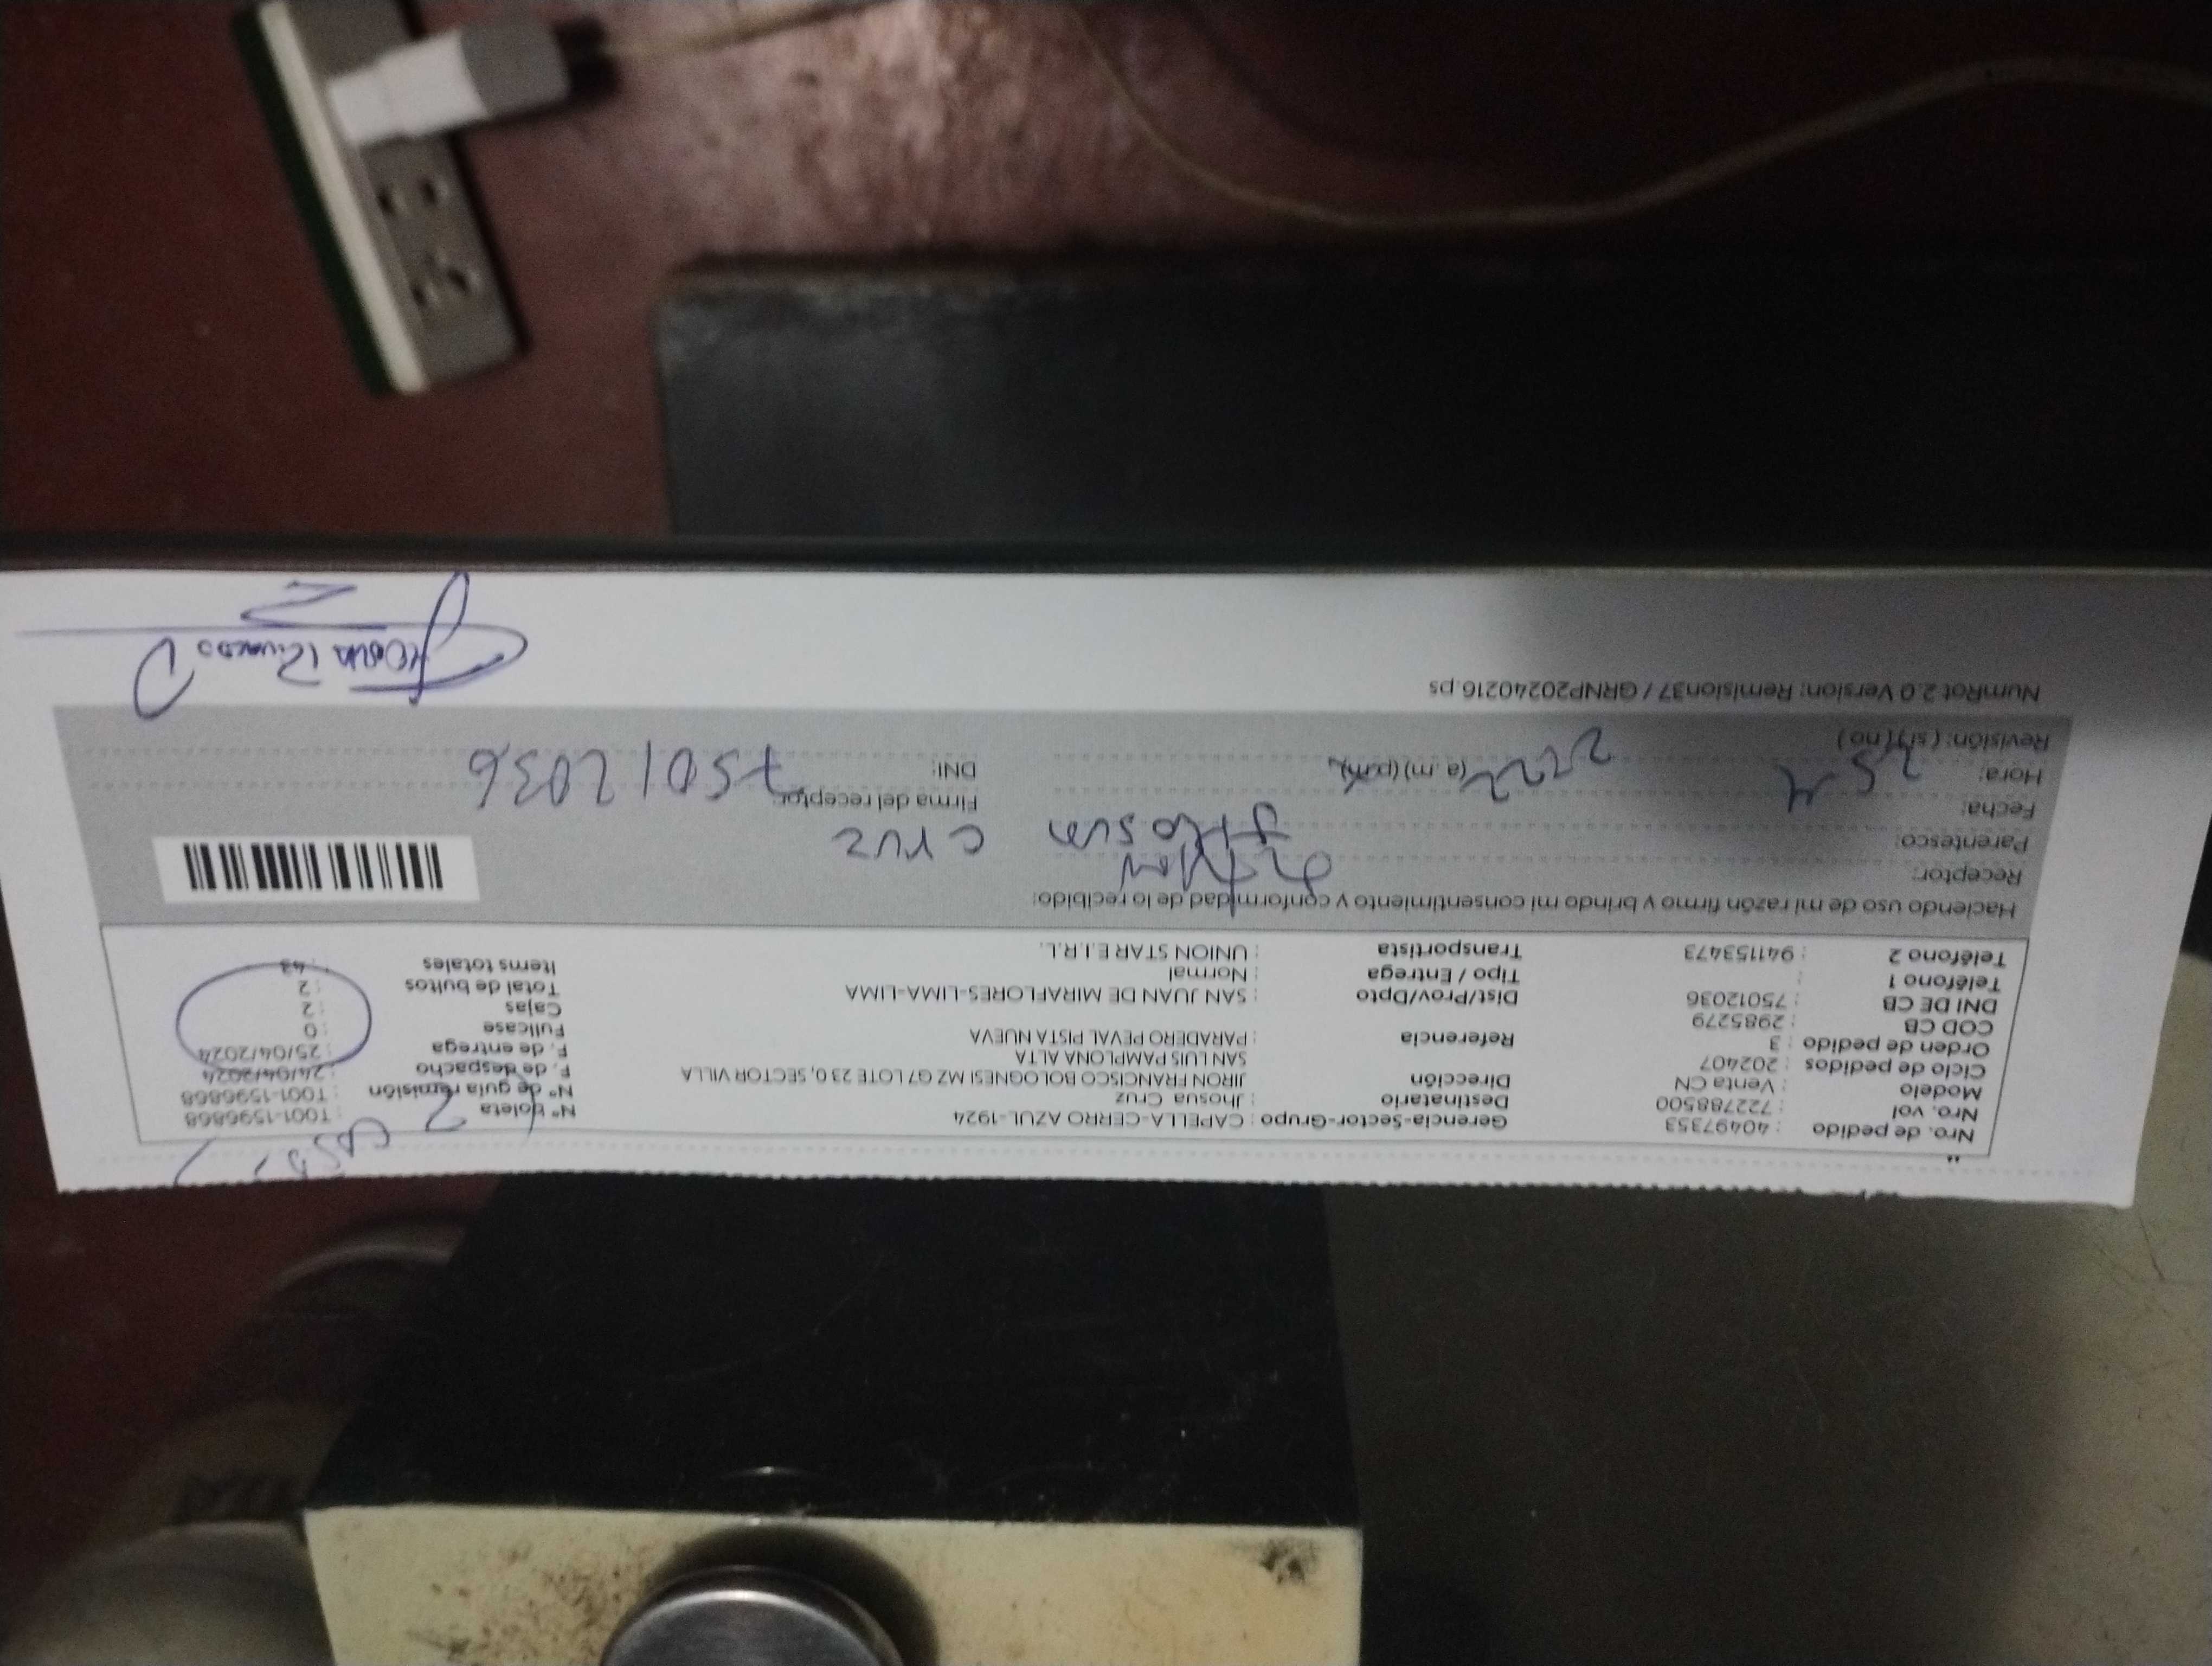 Nro. de pedido : 40497353
Nro. vol : 722788500
Modelo : Venta CN
Ciclo de pedidos : 202407
Orden de pedido : 3
COD CB : 2985279
DNI DE CB : 75012036
Teléfono 1 :
Teléfono 2 : 941153473
Gerencia-Sector-Grupo : CAPELLA-CERRO AZUL-1924
Destinatario : Jhosua Cruz
Dirección : JIRON FRANCISCO BOLOGNESI MZ G7 LOTE 23, 0, SECTOR VILLA
SAN LUIS PAMPLONA ALTA
Referencia : PARADERO PEVAL PISTA NUEVA
Dist/Prov/Dpto : SAN JUAN DE MIRAFLORES-LIMA-LIMA
Tipo / Entrega : Normal
Transportista : UNION STAR E.I.R.L.
N° boleta : T001-1596868
N° de guía remisión : T001-1596868
F. de despacho : 24/04/2024
F. de entrega : 25/04/2024
Fullcase : 0
Cajas : 2
Total de bultos : 2
Items totales : 43
Haciendo uso de mi razón firmo y brindo mi consentimiento y conformidad de lo recibido:
Receptor:
Parentesco: cruz
Fecha:
Hora: (a. m) (p.m)
Revisión: ( si ) ( no )
Firma del receptor:
DNI: 75012036
NumRot 2.0 Version: Remision37 / GRNP20240216.ps